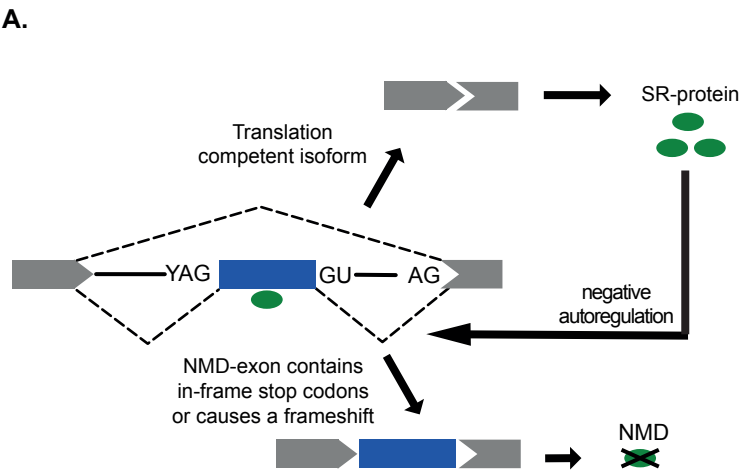 A.
SR-protein
Translation
competent isoform
YAG
GU
AG
negative
autoregulation
NMD-exon contains
in-frame stop codons
or causes a frameshift
NMD